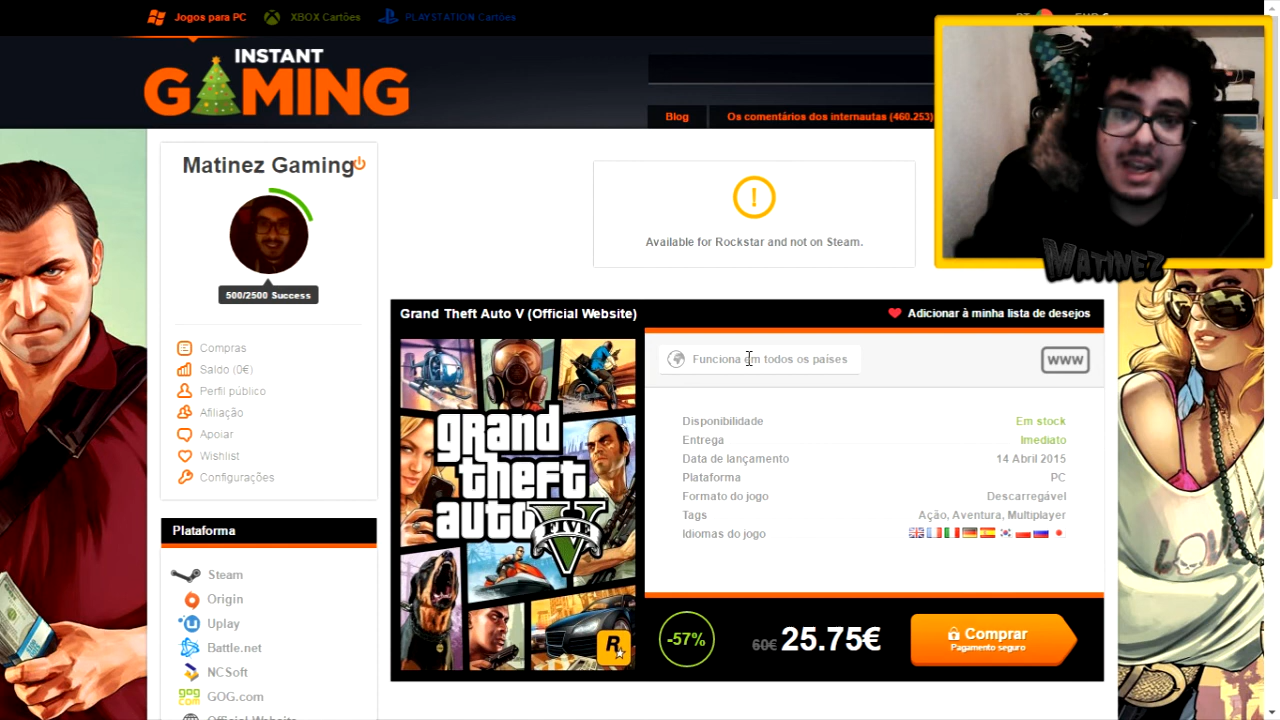 Jogos para PC
XBOX Cartões
PLAYSTATION Cartões
INSTANT
GAMING
Blog
Os comentários dos internautas (460.253)
MATINEZ
Matinez Gaming
500/2500 Success
Compras
Saldo (0€)
Perfil público
Afiliação
Apoiar
Wishlist
Configurações
Plataforma
Steam
Origin
Uplay
Battle.net
NCSoft
gog com
GOG.com
Official Website
Available for Rockstar and not on Steam.
Grand Theft Auto V (Official Website)
Adicionar à minha lista de desejos
grand
theft
auto
V
FIVE
R
Funciona em todos os países
WWW
Disponibilidade Em stock
Entrega Imediato
Data de lançamento 14 Abril 2015
Plataforma PC
Formato do jogo Descarregável
Tags Ação, Aventura, Multiplayer
Idiomas do jogo
-57%
60€ 25.75€
Comprar
Pagamento seguro